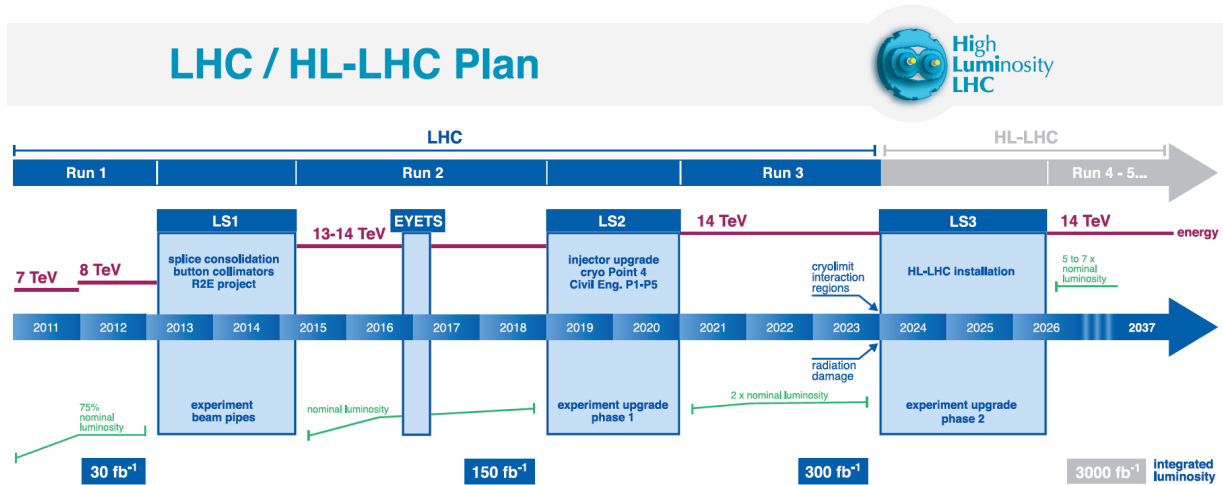 LHC / HL-LHC Plan
High
Luminosity
LHC
LHC
HL-LHC
Run 1
Run 2
Run 3
Run 4 - 5...
LS1
EYETS
LS2
14 TeV
LS3
14 TeV
13-14 TeV
energy
splice consolidation
button collimators
R2E project
injector upgrade
cryo Point 4
Civil Eng. P1-P5
cryolimit
interaction
regions
HL-LHC installation
5 to 7 x
nominal
luminosity
7 TeV
8 TeV
2011
2012
2013
2014
2015
2016
2017
2018
2019
2020
2021
2022
2023
2024
2025
2026
2037
radiation
damage
75%
nominal
luminosity
experiment
beam pipes
nominal luminosity
experiment upgrade
phase 1
2 x nominal luminosity
experiment upgrade
phase 2
30 fb⁻¹
150 fb⁻¹
300 fb⁻¹
3000 fb⁻¹
integrated
luminosity